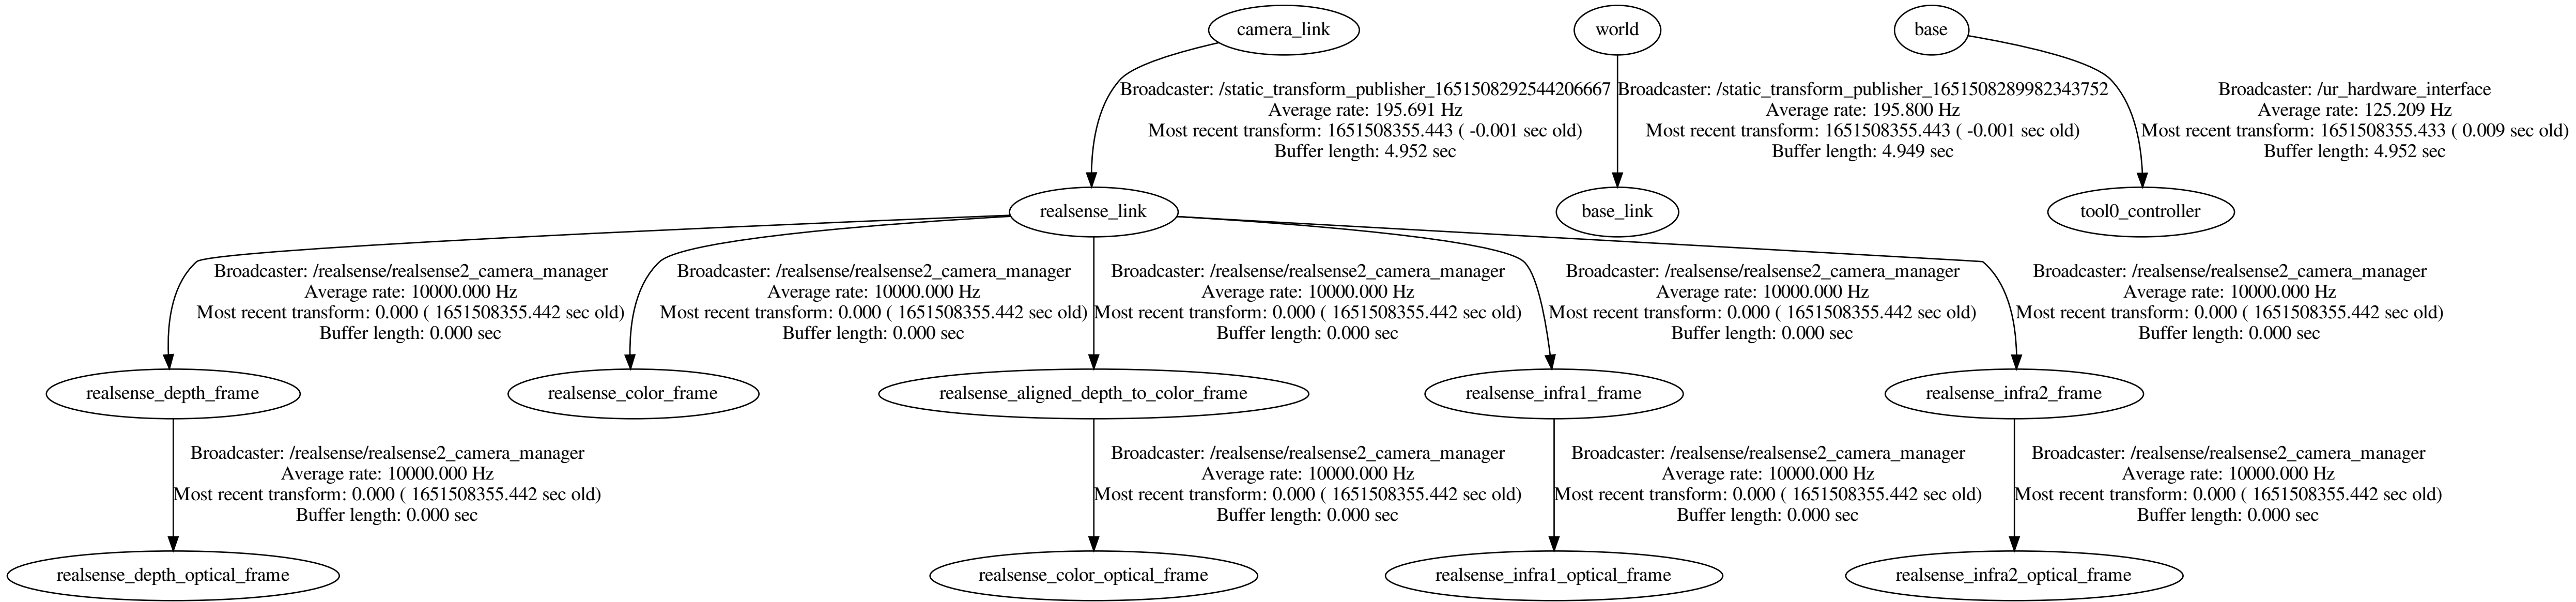 camera_link
world
base
Broadcaster: /static_transform_publisher_1651508292544206667
Average rate: 195.691 Hz
Most recent transform: 1651508355.443 ( -0.001 sec old)
Buffer length: 4.952 sec
Broadcaster: /static_transform_publisher_1651508289982343752
Average rate: 195.800 Hz
Most recent transform: 1651508355.443 ( -0.001 sec old)
Buffer length: 4.949 sec
Broadcaster: /ur_hardware_interface
Average rate: 125.209 Hz
Most recent transform: 1651508355.433 ( 0.009 sec old)
Buffer length: 4.952 sec
realsense_link
base_link
tool0_controller
Broadcaster: /realsense/realsense2_camera_manager
Average rate: 10000.000 Hz
Most recent transform: 0.000 ( 1651508355.442 sec old)
Buffer length: 0.000 sec
Broadcaster: /realsense/realsense2_camera_manager
Average rate: 10000.000 Hz
Most recent transform: 0.000 ( 1651508355.442 sec old)
Buffer length: 0.000 sec
Broadcaster: /realsense/realsense2_camera_manager
Average rate: 10000.000 Hz
Most recent transform: 0.000 ( 1651508355.442 sec old)
Buffer length: 0.000 sec
Broadcaster: /realsense/realsense2_camera_manager
Average rate: 10000.000 Hz
Most recent transform: 0.000 ( 1651508355.442 sec old)
Buffer length: 0.000 sec
Broadcaster: /realsense/realsense2_camera_manager
Average rate: 10000.000 Hz
Most recent transform: 0.000 ( 1651508355.442 sec old)
Buffer length: 0.000 sec
realsense_depth_frame
realsense_color_frame
realsense_aligned_depth_to_color_frame
realsense_infra1_frame
realsense_infra2_frame
Broadcaster: /realsense/realsense2_camera_manager
Average rate: 10000.000 Hz
Most recent transform: 0.000 ( 1651508355.442 sec old)
Buffer length: 0.000 sec
Broadcaster: /realsense/realsense2_camera_manager
Average rate: 10000.000 Hz
Most recent transform: 0.000 ( 1651508355.442 sec old)
Buffer length: 0.000 sec
Broadcaster: /realsense/realsense2_camera_manager
Average rate: 10000.000 Hz
Most recent transform: 0.000 ( 1651508355.442 sec old)
Buffer length: 0.000 sec
Broadcaster: /realsense/realsense2_camera_manager
Average rate: 10000.000 Hz
Most recent transform: 0.000 ( 1651508355.442 sec old)
Buffer length: 0.000 sec
realsense_depth_optical_frame
realsense_color_optical_frame
realsense_infra1_optical_frame
realsense_infra2_optical_frame